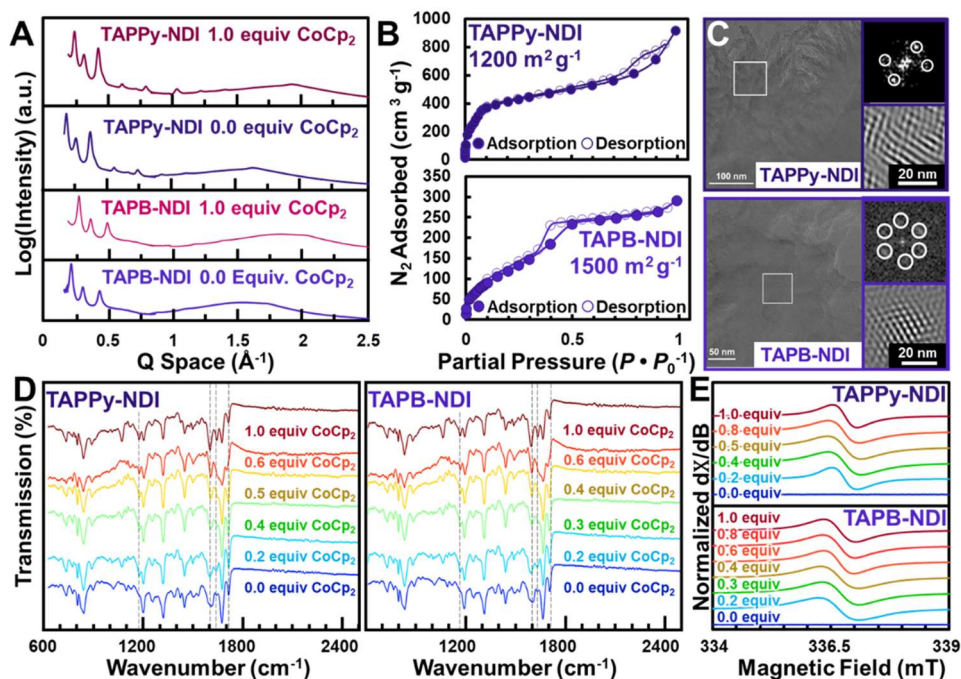 A
TAPPy-NDI 1.0 equiv CoCp2
TAPPy-NDI 0.0 equiv CoCp2
TAPB-NDI 1.0 equiv CoCp2
TAPB-NDI 0.0 Equiv. CoCp2
Log(Intensity) (a.u.)
0 0.5 1 1.5 2 2.5
Q Space (Å-1)
B
TAPPy-NDI
1200 m2 g-1
1000
800
600
400
200
0
Adsorption Desorption
350
300
250
200
150
100
50
0
TAPB-NDI
1500 m2 g-1
Adsorption Desorption
N2 Adsorbed (cm3 g-1)
0 0.5 1
Partial Pressure (P • P0-1)
C
100 nm
TAPPy-NDI
20 nm
50 nm
TAPB-NDI
20 nm
D
TAPPy-NDI
1.0 equiv CoCp2
0.6 equiv CoCp2
0.5 equiv CoCp2
0.4 equiv CoCp2
0.2 equiv CoCp2
0.0 equiv CoCp2
Transmission (%)
600 1200 1800 2400
Wavenumber (cm-1)
TAPB-NDI
1.0 equiv CoCp2
0.6 equiv CoCp2
0.4 equiv CoCp2
0.3 equiv CoCp2
0.2 equiv CoCp2
0.0 equiv CoCp2
1200 1800 2400
Wavenumber (cm-1)
E
TAPPy-NDI
1.0 equiv
0.8 equiv
0.5 equiv
0.4 equiv
0.2 equiv
0.0 equiv
TAPB-NDI
1.0 equiv
0.8 equiv
0.6 equiv
0.4 equiv
0.3 equiv
0.2 equiv
0.0 equiv
Normalized dX/dB
334 336.5 339
Magnetic Field (mT)